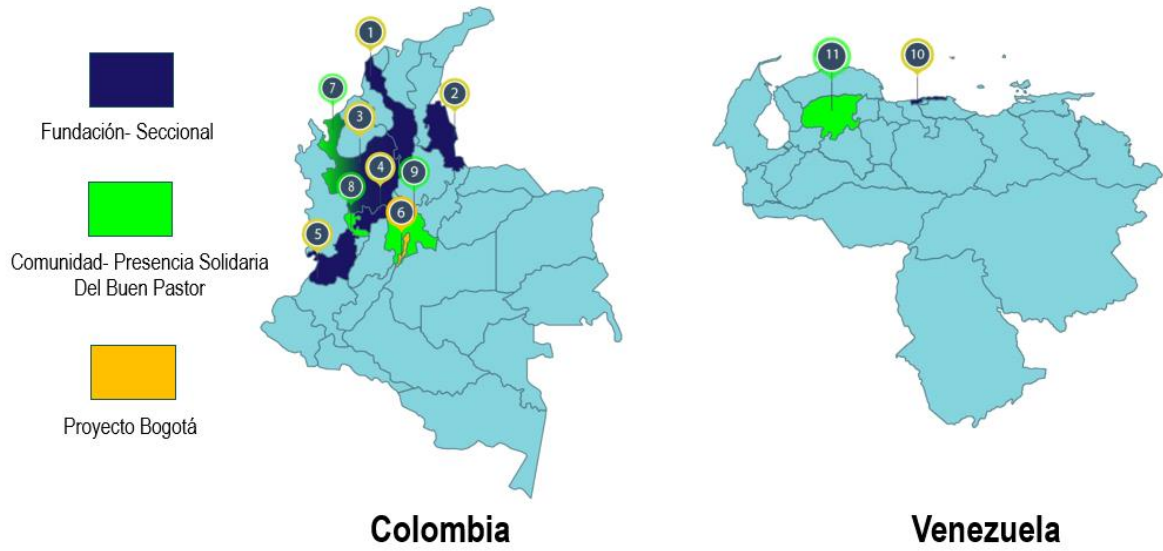 1
2
7
3
4
9
8
6
5
11
10
Fundación- Seccional
Comunidad- Presencia Solidaria
Del Buen Pastor
Proyecto Bogotá
Colombia
Venezuela